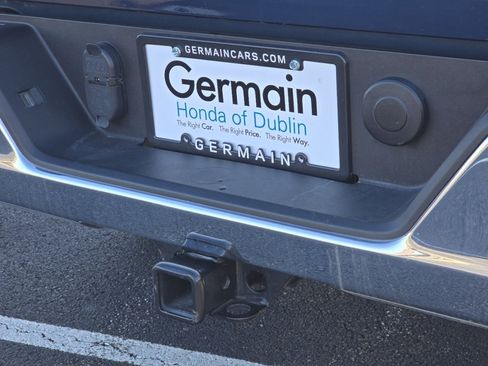 GERMAINCARS.COM
Germain
Honda of Dublin
The Right Car. The Right Price. The Right Way.
GERMAIN